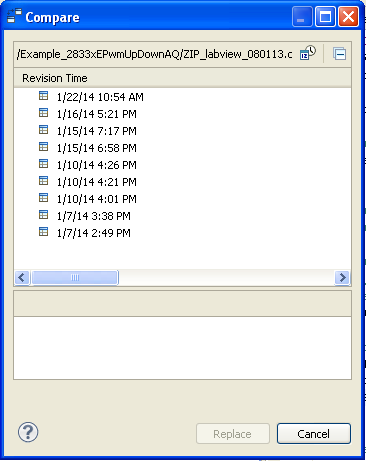 Compare
/Example_2833xEPwmUpDownAQ/ZIP_labview_080113.c
Revision Time
1/22/14 10:54 AM
1/16/14 5:21 PM
1/15/14 7:17 PM
1/15/14 6:58 PM
1/10/14 4:26 PM
1/10/14 4:21 PM
1/10/14 4:01 PM
1/7/14 3:38 PM
1/7/14 2:49 PM
Replace
Cancel